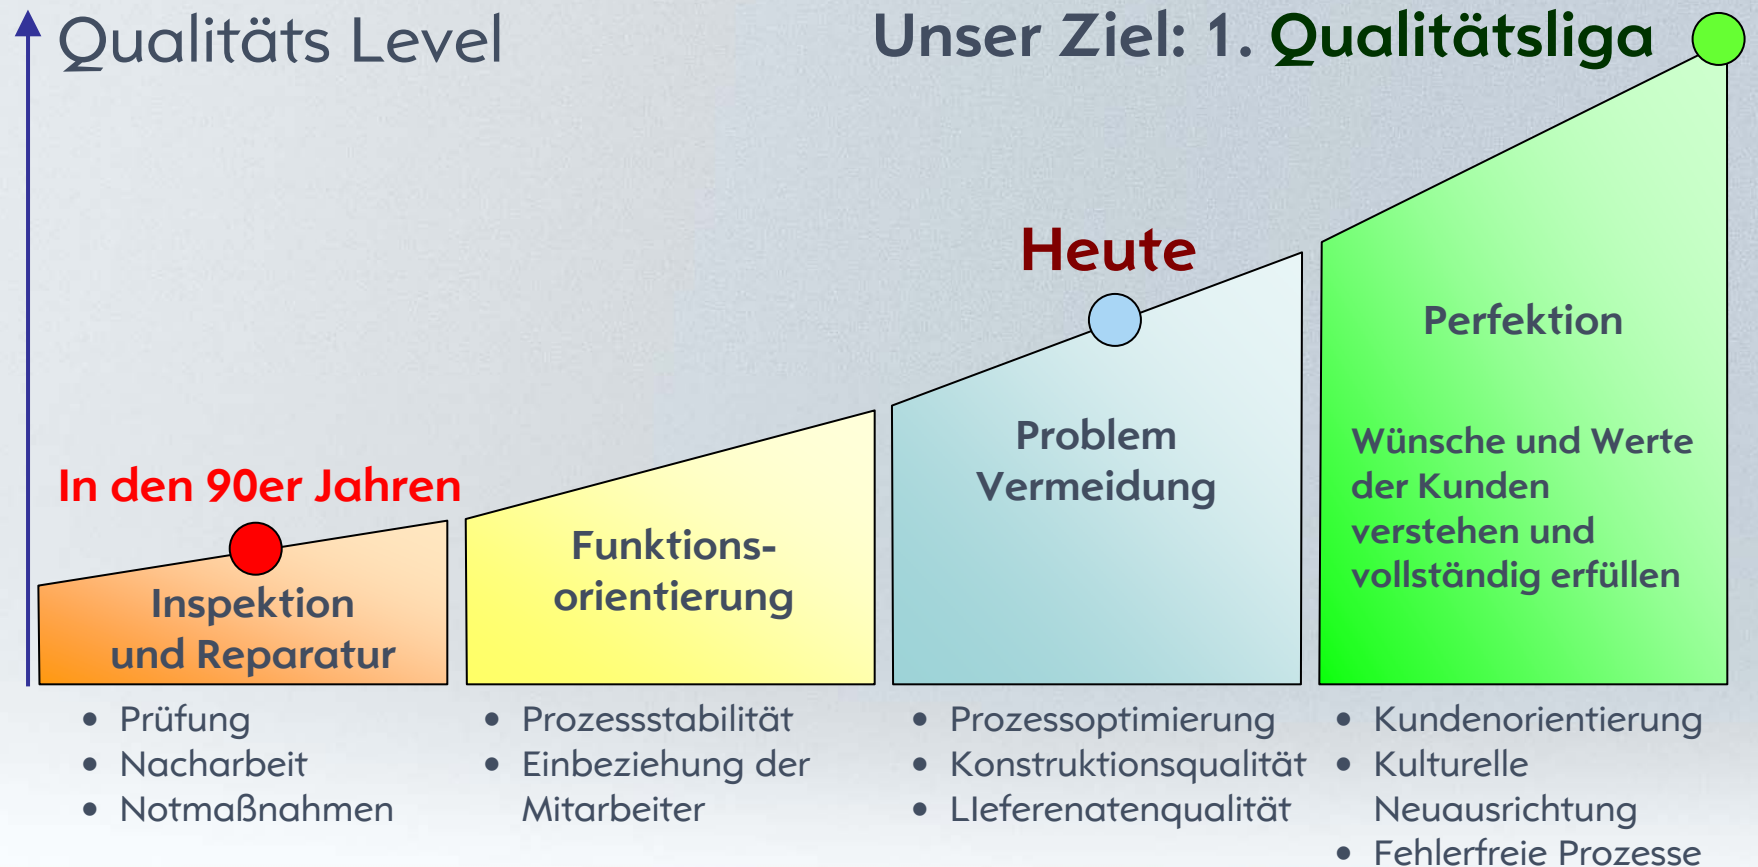 Qualitäts Level
Unser Ziel: 1. Qualitätsliga
Heute
In den 90er Jahren
Inspektion
und Reparatur
Funktions-
orientierung
Problem
Vermeidung
Perfektion
Wünsche und Werte
der Kunden
verstehen und
vollständig erfüllen
• Prüfung
• Nacharbeit
• Notmaßnahmen
• Prozessstabilität
• Einbeziehung der
Mitarbeiter
• Prozessoptimierung
• Konstruktionsqualität
• LIeferenatenqualität
• Kundenorientierung
• Kulturelle
Neuausrichtung
• Fehlerfreie Prozesse